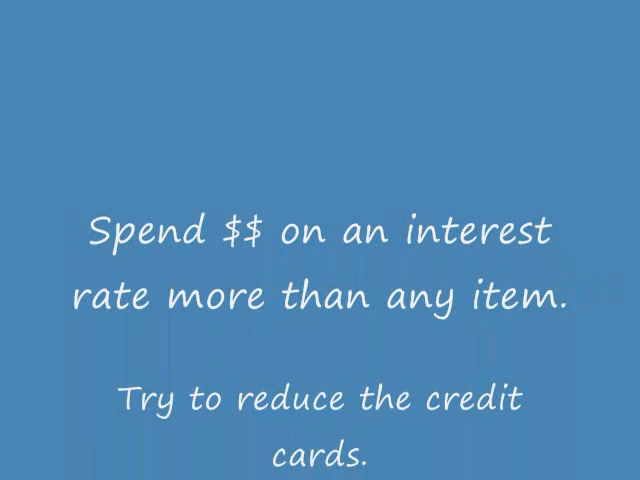 Spend $$ on an interest
rate more than any item.
Try to reduce the credit
cards.